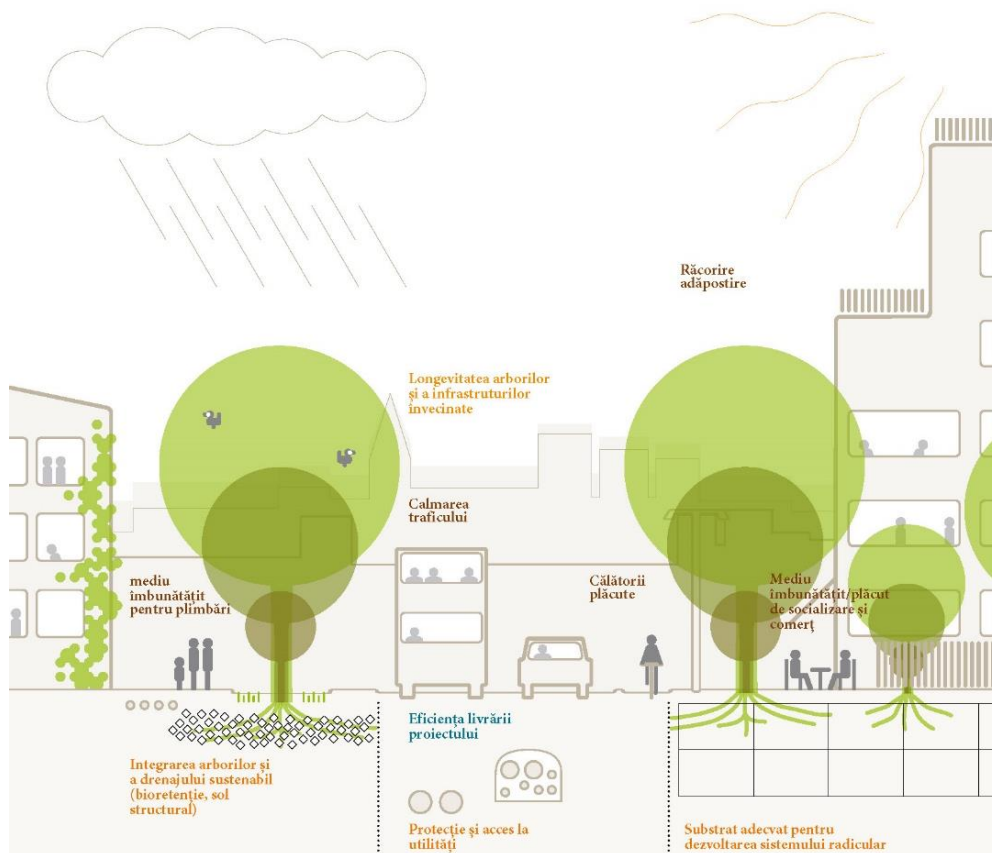 Răcorire
adăpostire
Longevitatea arborilor
și a infrastruturilor
învecinate
Calmarea
traficului
mediu
îmbunătățit
pentru plimbări
Călătorii
plăcute
Mediu
îmbunătățit/plăcut
de socializare și
comerț
Eficiența livrării
proiectului
Integrarea arborilor și
a drenajului sustenabil
(bioretenție, sol
structural)
Protecție și acces la
utilități
Substrat adecvat pentru
dezvoltarea sistemului radicular